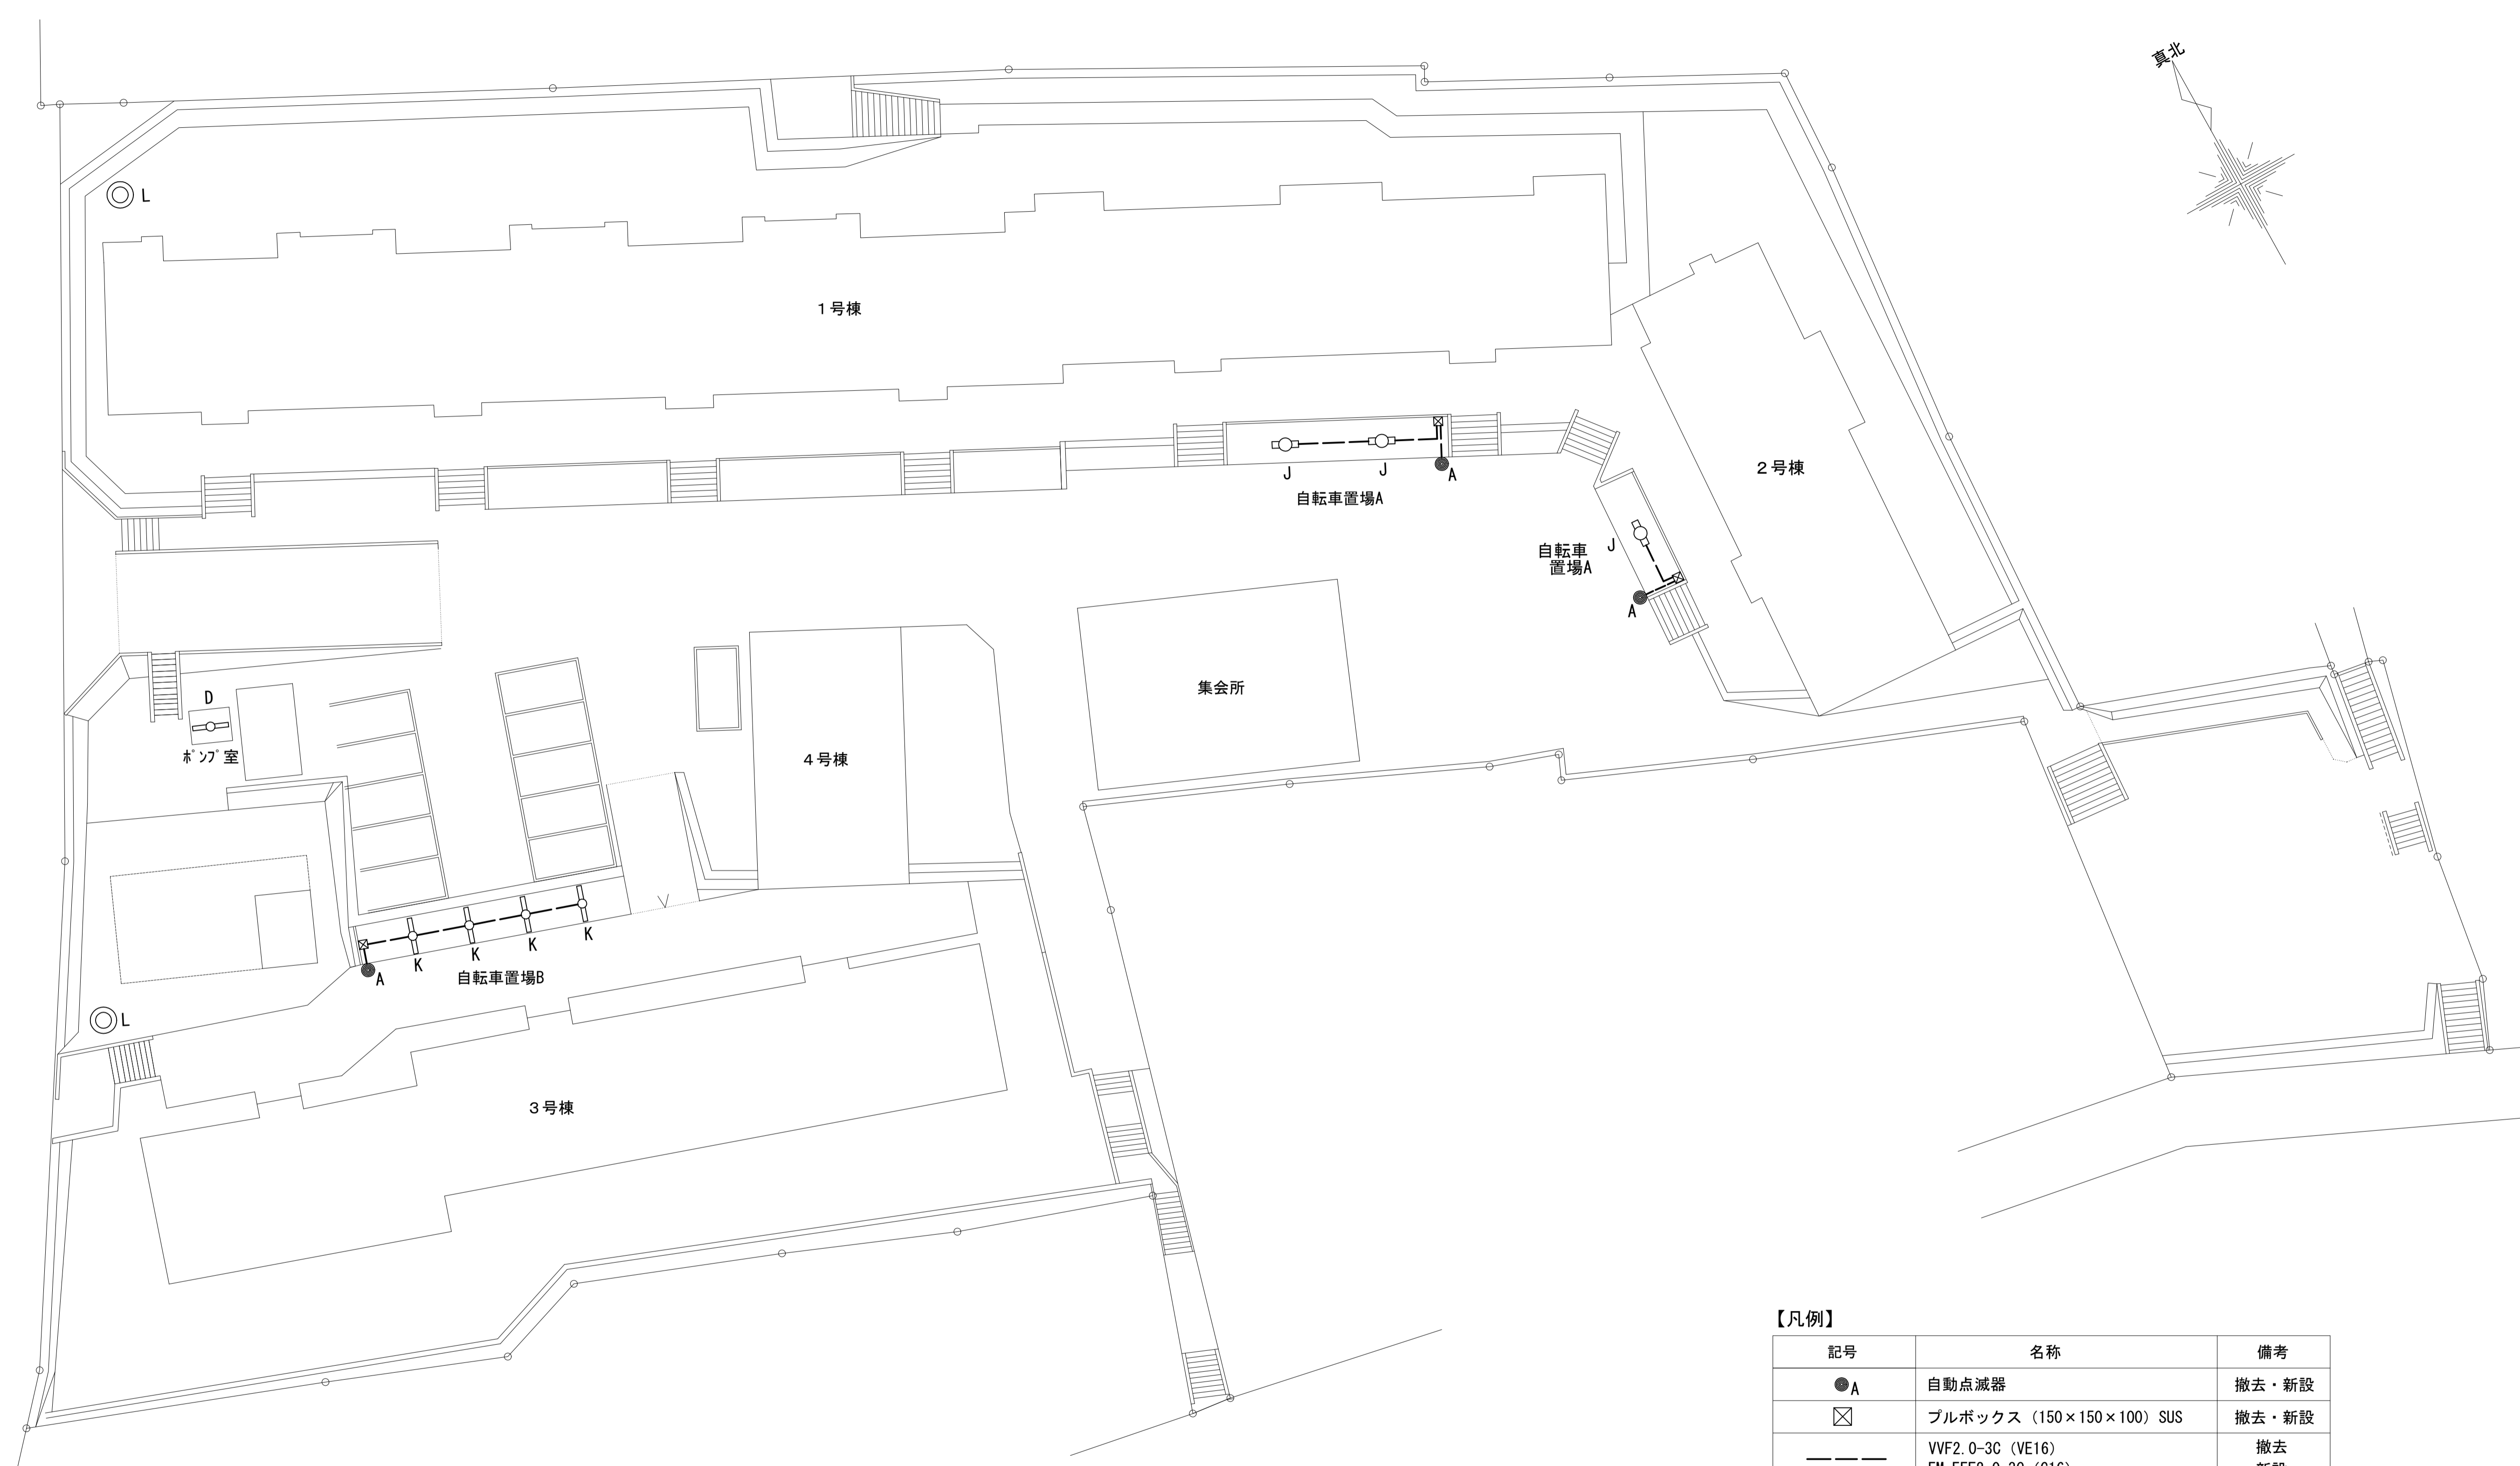 真北
L
1号棟
J
J
A
自転車置場A
2号棟
自転車
置場A
J
A
集会所
D
ポンプ室
4号棟
K
K
K
K
A
自転車置場B
L
3号棟
【凡例】
記号 名称 備考
A 自動点滅器 撤去・新設
プルボックス（150×150×100）SUS 撤去・新設
VVF2.0-3C（VE16） 撤去